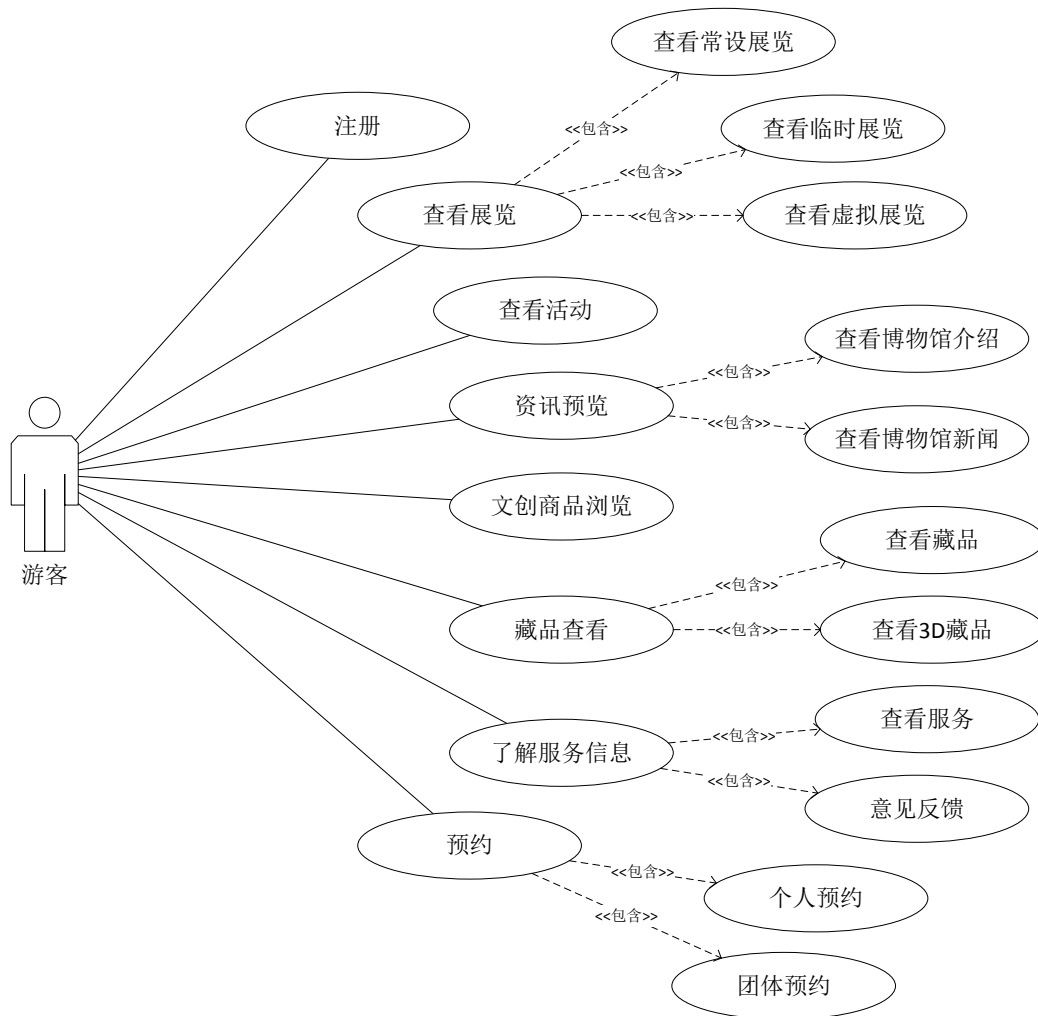 查看常设展览
注册
<<包含>>
查看临时展览
<<包含>>
查看展览
<<包含>>
查看虚拟展览
查看活动
查看博物馆介绍
<<包含>>
资讯预览
<<包含>>
查看博物馆新闻
文创商品浏览
查看藏品
游客
<<包含>>
藏品查看
<<包含>>
查看3D藏品
查看服务
<<包含>>
了解服务信息
<<包含>>
意见反馈
预约
<<包含>>
个人预约
<<包含>>
团体预约